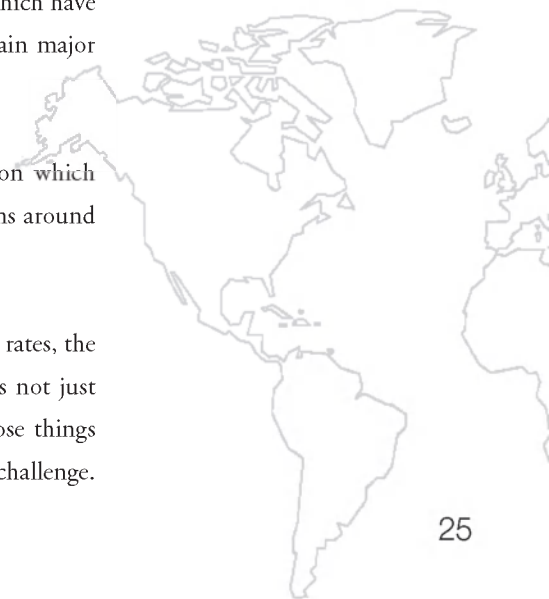 hich have
ain major
on which
ns around
rates, the
s not just
ose things
challenge.
25